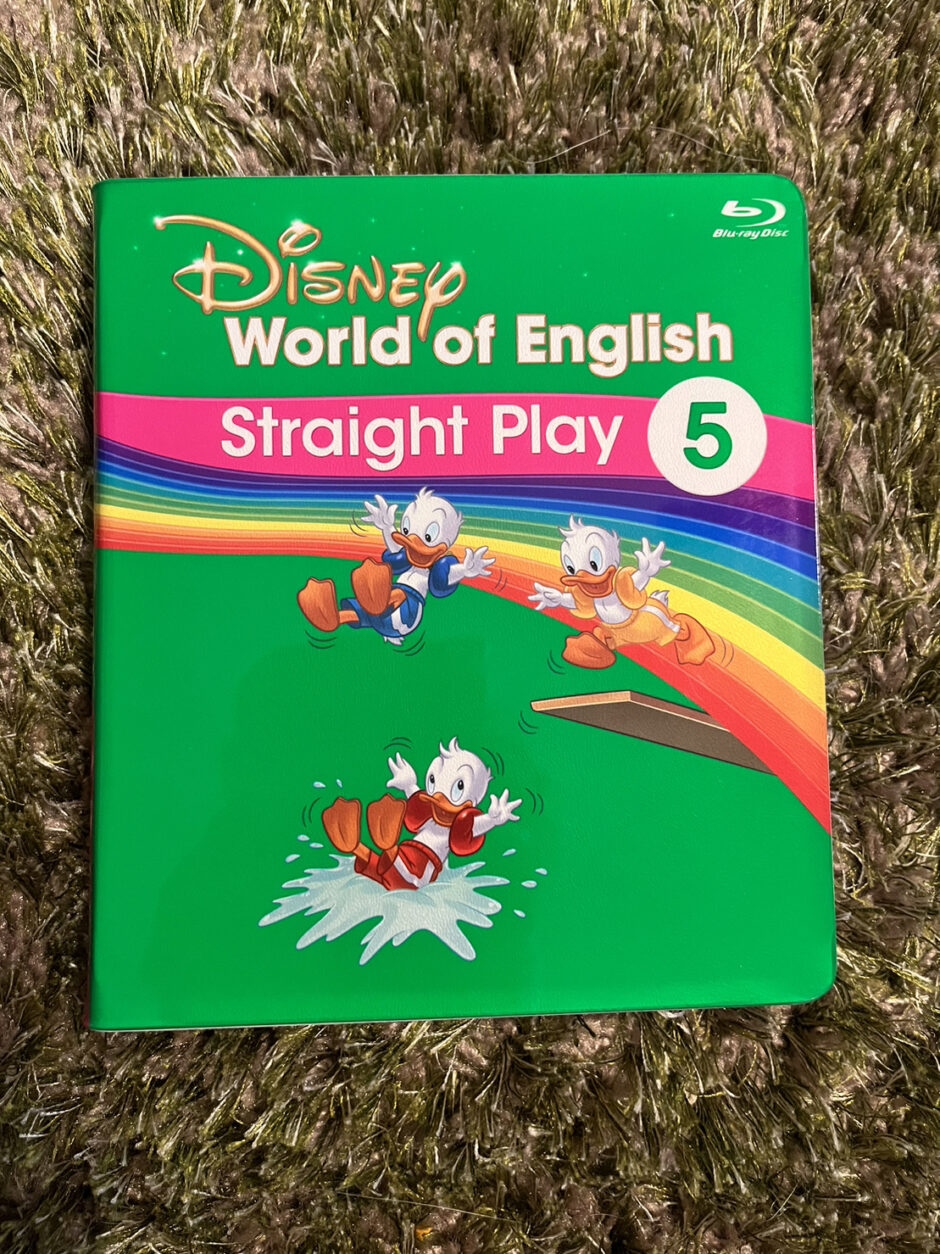 Blu-ray Disc
Disney
World of English
Straight Play 5